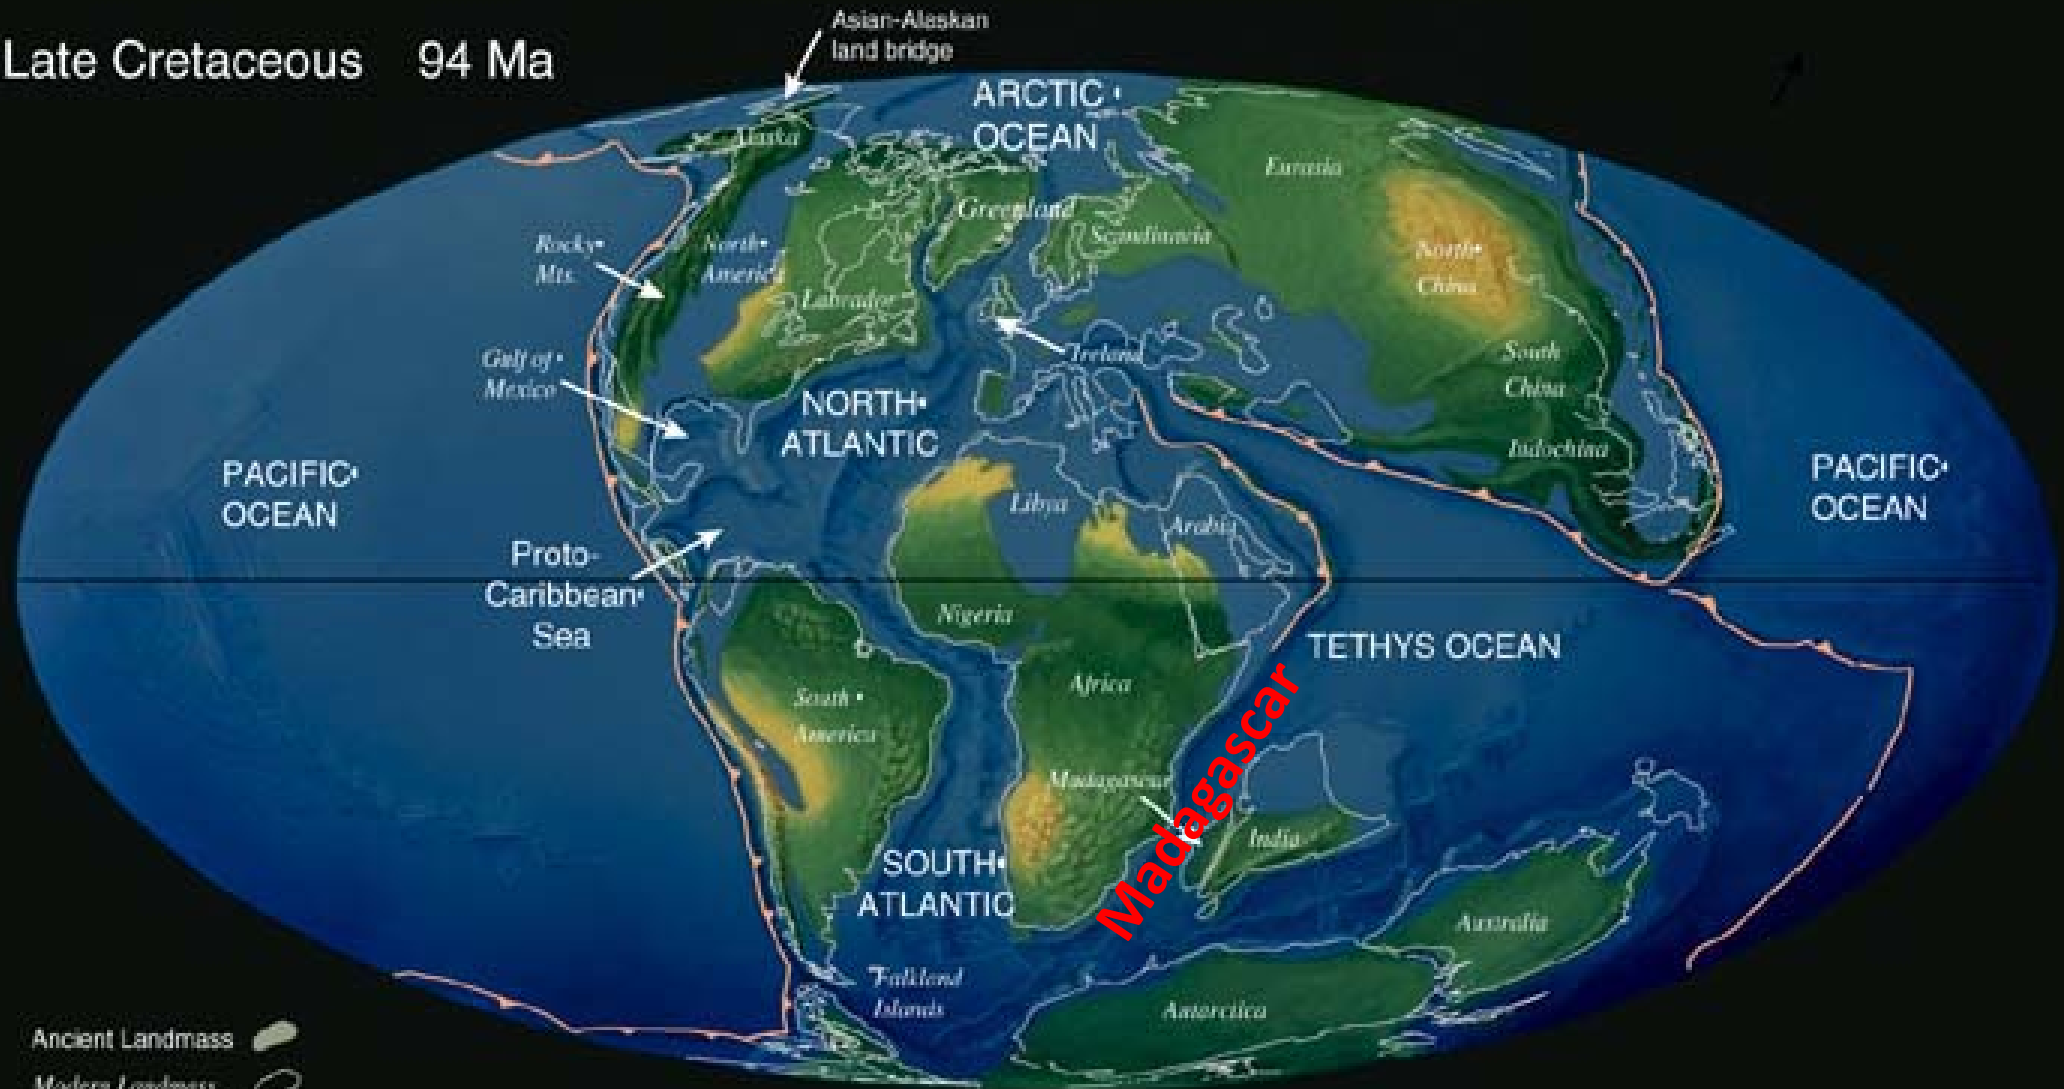 Late Cretaceous 94 Ma
Asian-Alaskan
land bridge
ARCTIC
OCEAN
Alaska
Eurasia
Greenland
Scandinavia
Rocky
Mts.
North
America
North
China
Labrador
Gulf of
Mexico
Ireland
South
China
NORTH
ATLANTIC
Indochina
PACIFIC
OCEAN
PACIFIC
OCEAN
Libya
Arabia
Proto-
Caribbean
Sea
Nigeria
TETHYS OCEAN
Africa
South
America
Madagascar
Madagascar
India
SOUTH
ATLANTIC
Australia
Falkland
Islands
Antarctica
Ancient Landmass
Modern Landmass